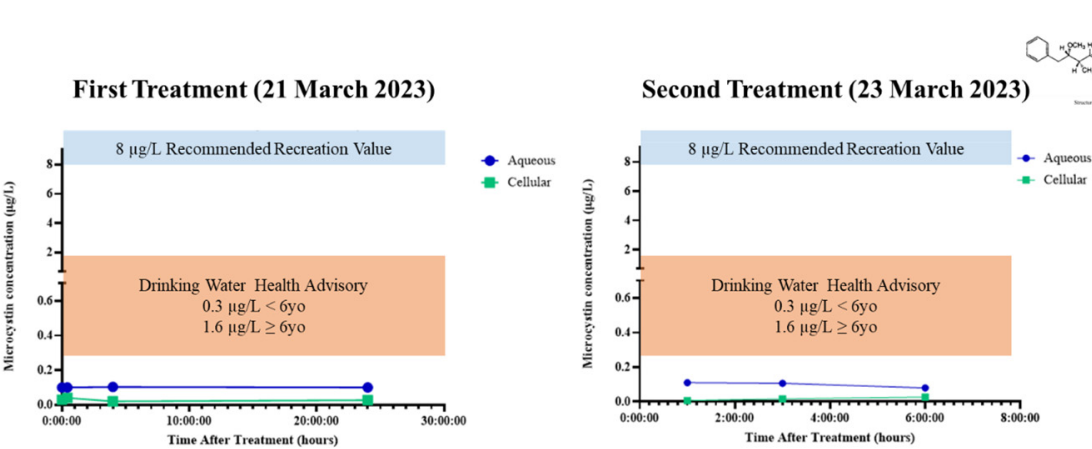 First Treatment (21 March 2023)
8 µg/L Recommended Recreation Value
Aqueous
Cellular
8
6
4
2
Drinking Water Health Advisory
0.3 µg/L < 6yo
1.6 µg/L ≥ 6yo
0.6
0.4
0.2
0.0
Microcystin concentration (µg/L)
0:00:00
10:00:00
20:00:00
30:00:00
Time After Treatment (hours)
Second Treatment (23 March 2023)
OCH₃ H
H
H CH
8 µg/L Recommended Recreation Value
Aqueous
Cellular
8
6
4
2
Drinking Water Health Advisory
0.3 µg/L < 6yo
1.6 µg/L ≥ 6yo
0.6
0.4
0.2
0.0
Microcystin concentration (µg/L)
0:00:00
2:00:00
4:00:00
6:00:00
8:00:00
Time After Treatment (hours)